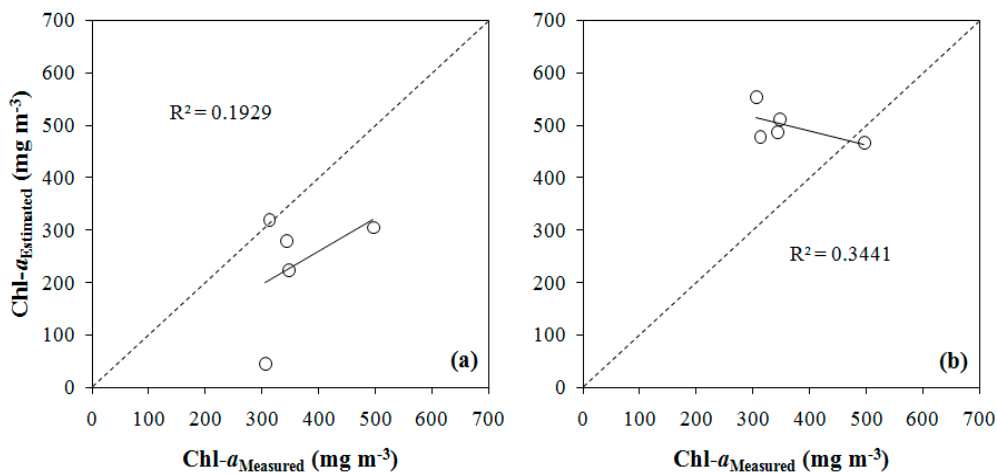 700
600
500
400
300
200
100
0
Chl-aEstimated (mg m-3)
R² = 0.1929
(a)
0 100 200 300 400 500 600 700
Chl-aMeasured (mg m-3)
700
600
500
400
300
200
100
0
R² = 0.3441
(b)
0 100 200 300 400 500 600 700
Chl-aMeasured (mg m-3)